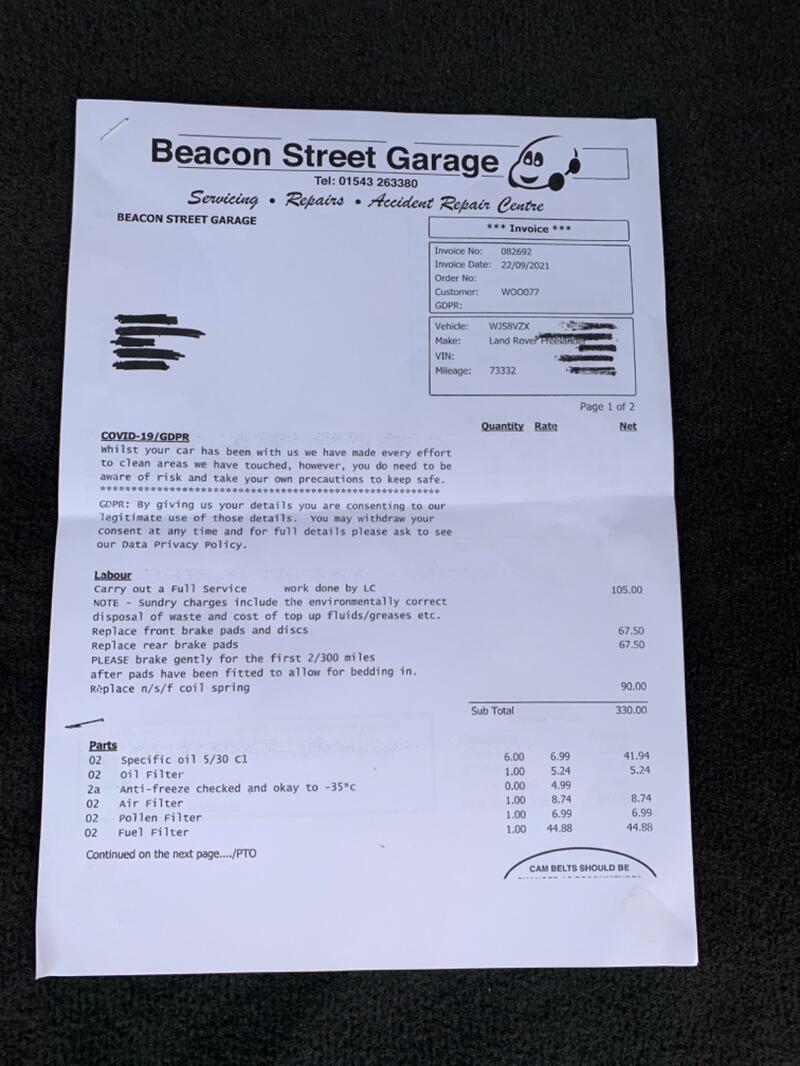 Beacon Street Garage
Tel: 01543 263380
Servicing • Repairs • Accident Repair Centre
BEACON STREET GARAGE
*** Invoice ***
Invoice No: 082692
Invoice Date: 22/09/2021
Order No:
Customer: WOO077
GDPR:
Vehicle: WJ58VZX
Make: Land Rover Freelander
VIN:
Mileage: 73332
Page 1 of 2
Quantity Rate Net
COVID-19/GDPR
Whilst your car has been with us we have made every effort
to clean areas we have touched, however, you do need to be
aware of risk and take your own precautions to keep safe.
******************************************************
GDPR: By giving us your details you are consenting to our
legitimate use of those details. You may withdraw your
consent at any time and for full details please ask to see
our Data Privacy Policy.
Labour
Carry out a Full Service work done by LC 105.00
NOTE - Sundry charges include the environmentally correct
disposal of waste and cost of top up fluids/greases etc.
Replace front brake pads and discs 67.50
Replace rear brake pads 67.50
PLEASE brake gently for the first 2/300 miles
after pads have been fitted to allow for bedding in.
Replace n/s/f coil spring 90.00
Sub Total 330.00
Parts
02 Specific oil 5/30 C1 6.00 6.99 41.94
02 Oil Filter 1.00 5.24 5.24
2a Anti-freeze checked and okay to -35*c 0.00 4.99
02 Air Filter 1.00 8.74 8.74
02 Pollen Filter 1.00 6.99 6.99
02 Fuel Filter 1.00 44.88 44.88
Continued on the next page..../PTO
CAM BELTS SHOULD BE